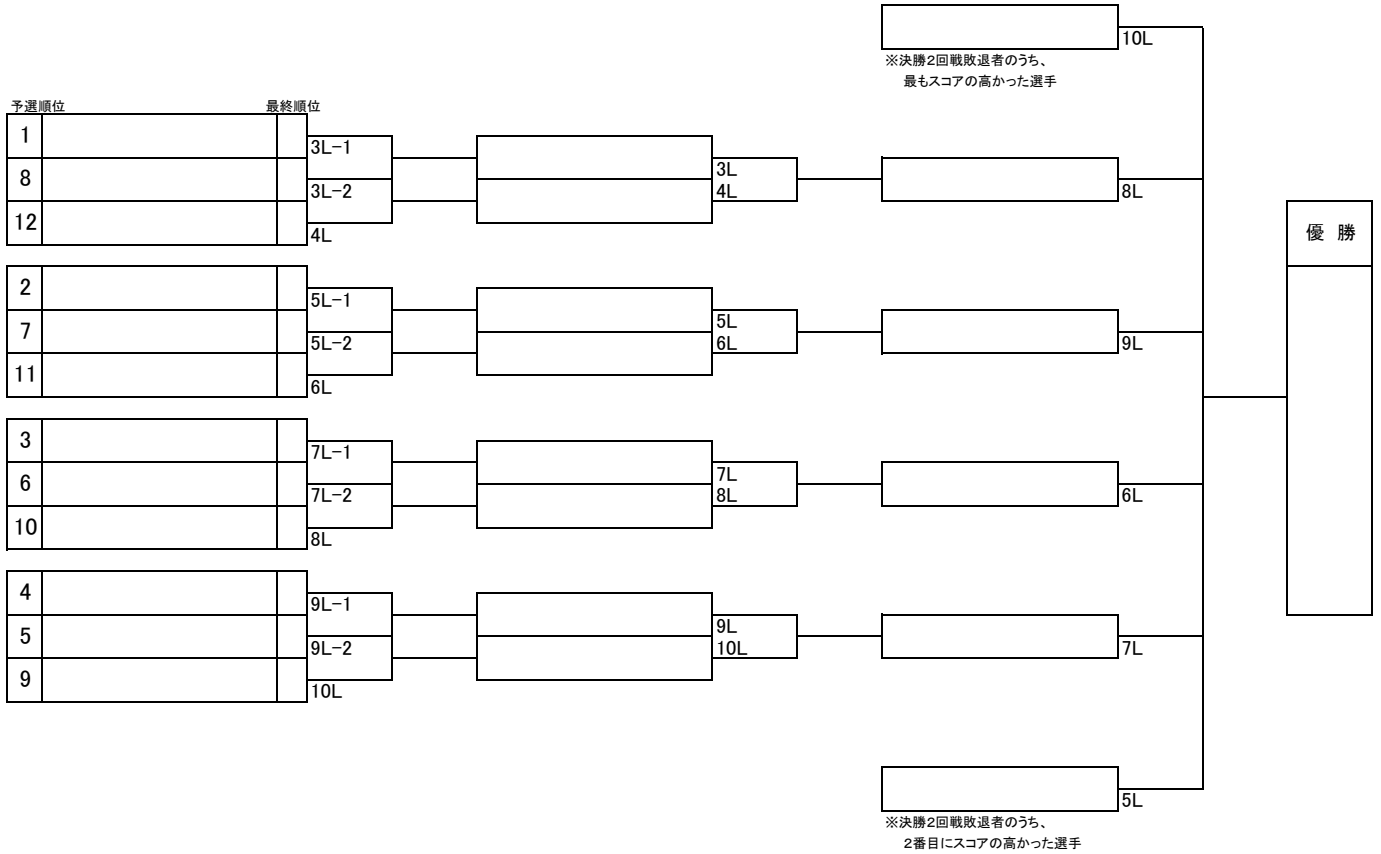 10L
※決勝2回戦敗退者のうち、
最もスコアの高かった選手
予選順位 最終順位
1
3L-1
8
3L-2
12
4L
3L
4L
8L
優 勝
2
5L-1
7
5L-2
11
6L
5L
6L
9L
3
7L-1
6
7L-2
10
8L
7L
8L
6L
4
9L-1
5
9L-2
9
10L
9L
10L
7L
5L
※決勝2回戦敗退者のうち、
2番目にスコアの高かった選手